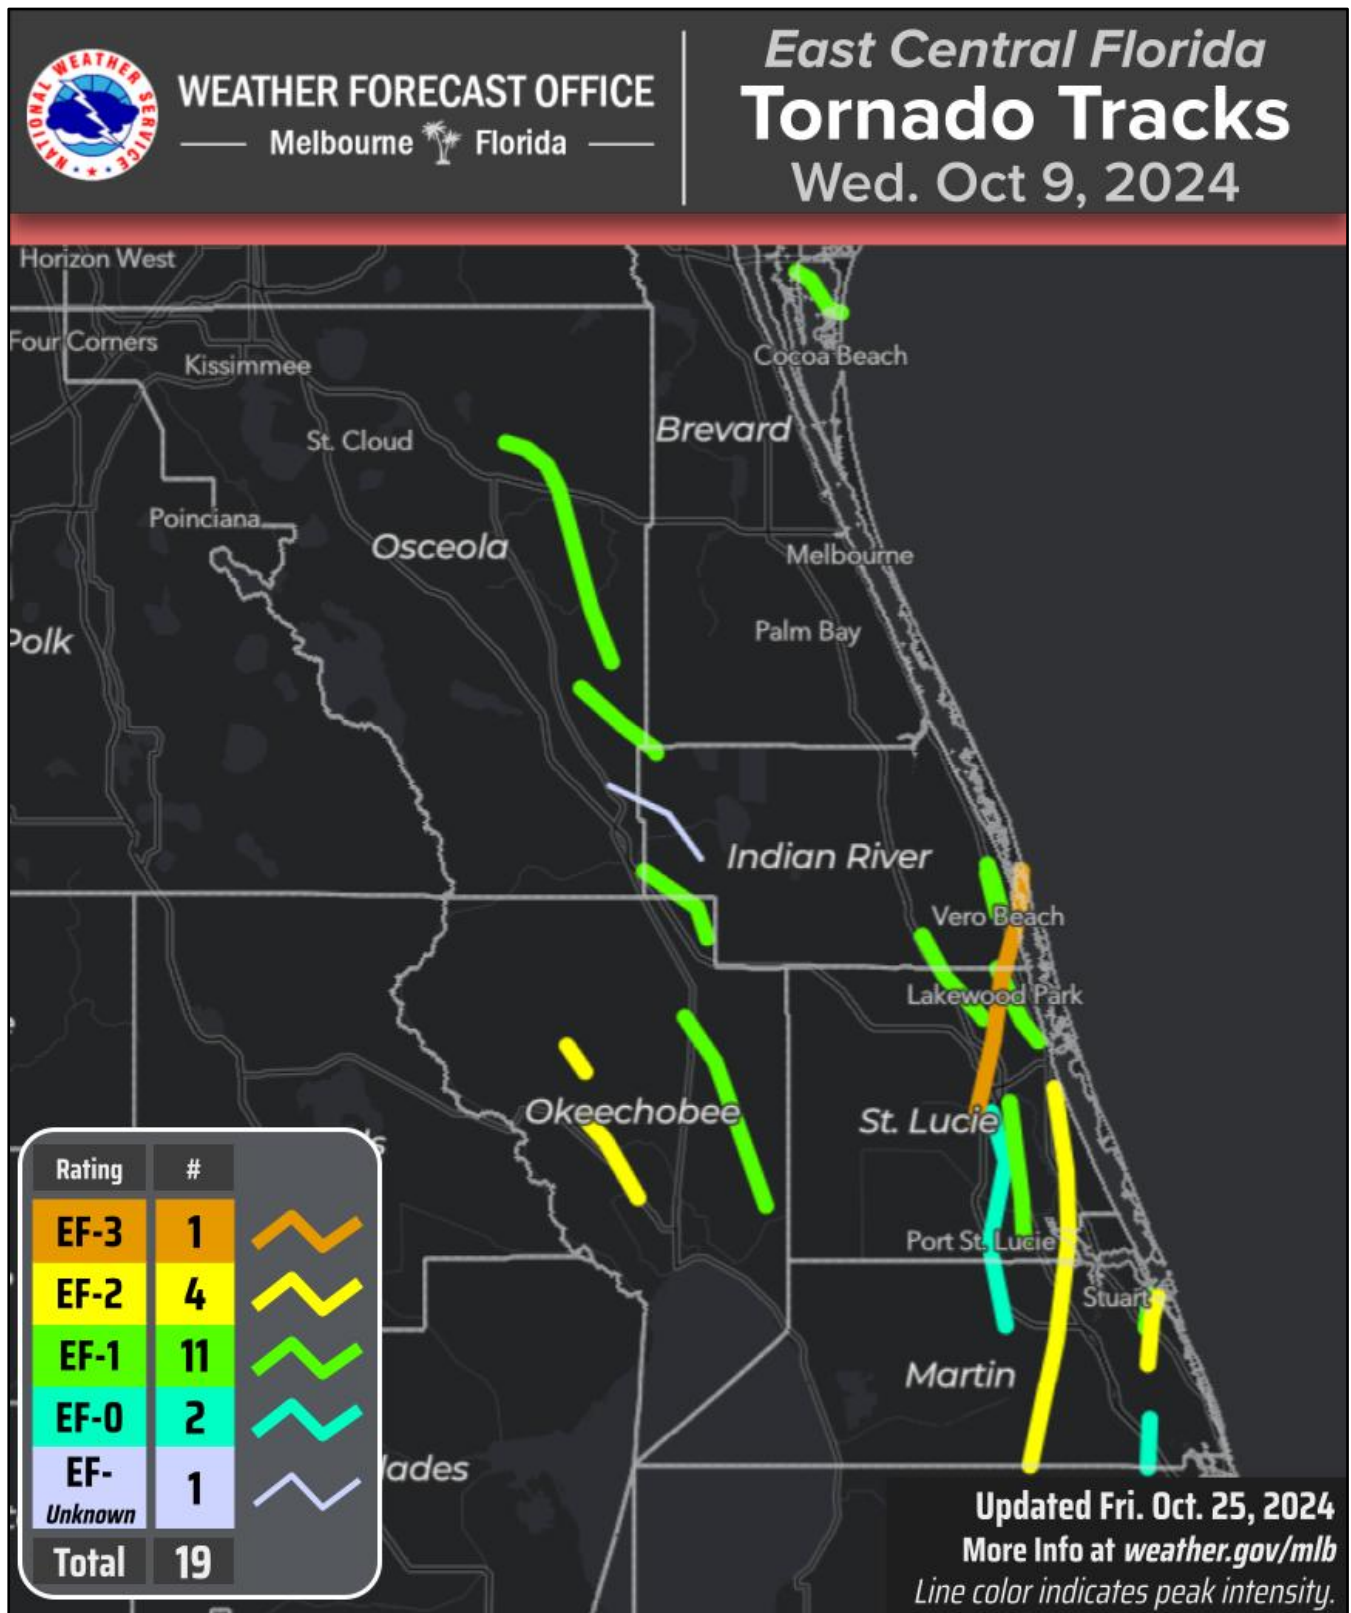 NATIONAL WEATHER SERVICE
WEATHER FORECAST OFFICE
Melbourne Florida
East Central Florida
Tornado Tracks
Wed. Oct 9, 2024
Horizon West
Four Corners
Kissimmee
Cocoa Beach
Brevard
St. Cloud
Poinciana
Osceola
Melbourne
Palm Bay
Polk
Indian River
Vero Beach
Lakewood Park
Okeechobee
St. Lucie
Port St. Lucie
Stuart
Martin
lades
Rating #
EF-3 1
EF-2 4
EF-1 11
EF-0 2
EF-
Unknown 1
Total 19
Updated Fri. Oct. 25, 2024
More Info at weather.gov/mlb
Line color indicates peak intensity.